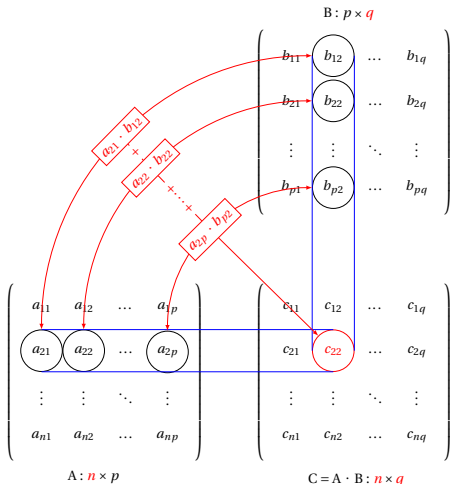 B : p × q
b₁₁ b₁₂ … b₁q
b₂₁ b₂₂ … b₂q
⋮ ⋮ ⋱ ⋮
bₚ₁ bₚ₂ … bₚq
a₂₁ · b₁₂
+
a₂₂ · b₂₂
+ … +
a₂ₚ · bₚ₂
a₁₁ a₁₂ … a₁ₚ
a₂₁ a₂₂ … a₂ₚ
⋮ ⋮ ⋱ ⋮
aₙ₁ aₙ₂ … aₙₚ
A : n × p
c₁₁ c₁₂ … c₁q
c₂₁ c₂₂ … c₂q
⋮ ⋮ ⋱ ⋮
cₙ₁ cₙ₂ … cₙq
C = A · B : n × q